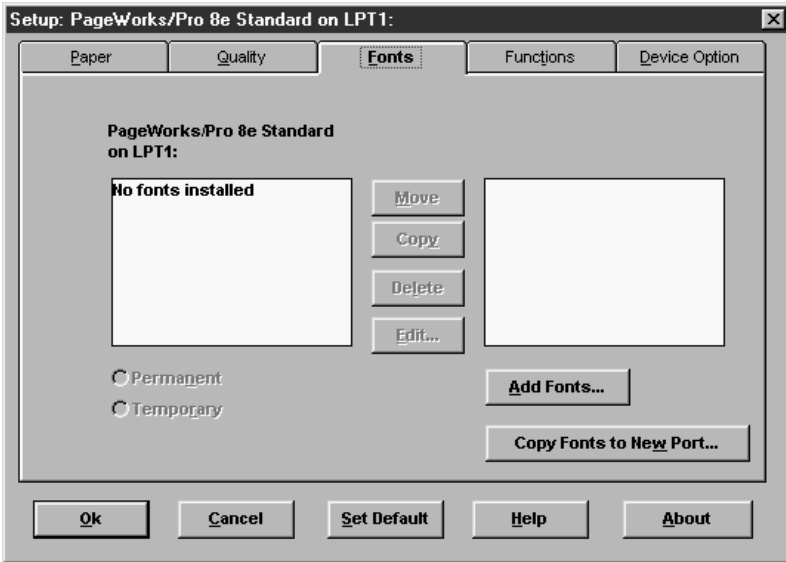 Setup: PageWorks/Pro 8e Standard on LPT1:
Paper
Quality
Fonts
Functions
Device Option
PageWorks/Pro 8e Standard
on LPT1:
No fonts installed
Move
Copy
Delete
Edit...
Permanent
Temporary
Add Fonts...
Copy Fonts to New Port...
Ok
Cancel
Set Default
Help
About